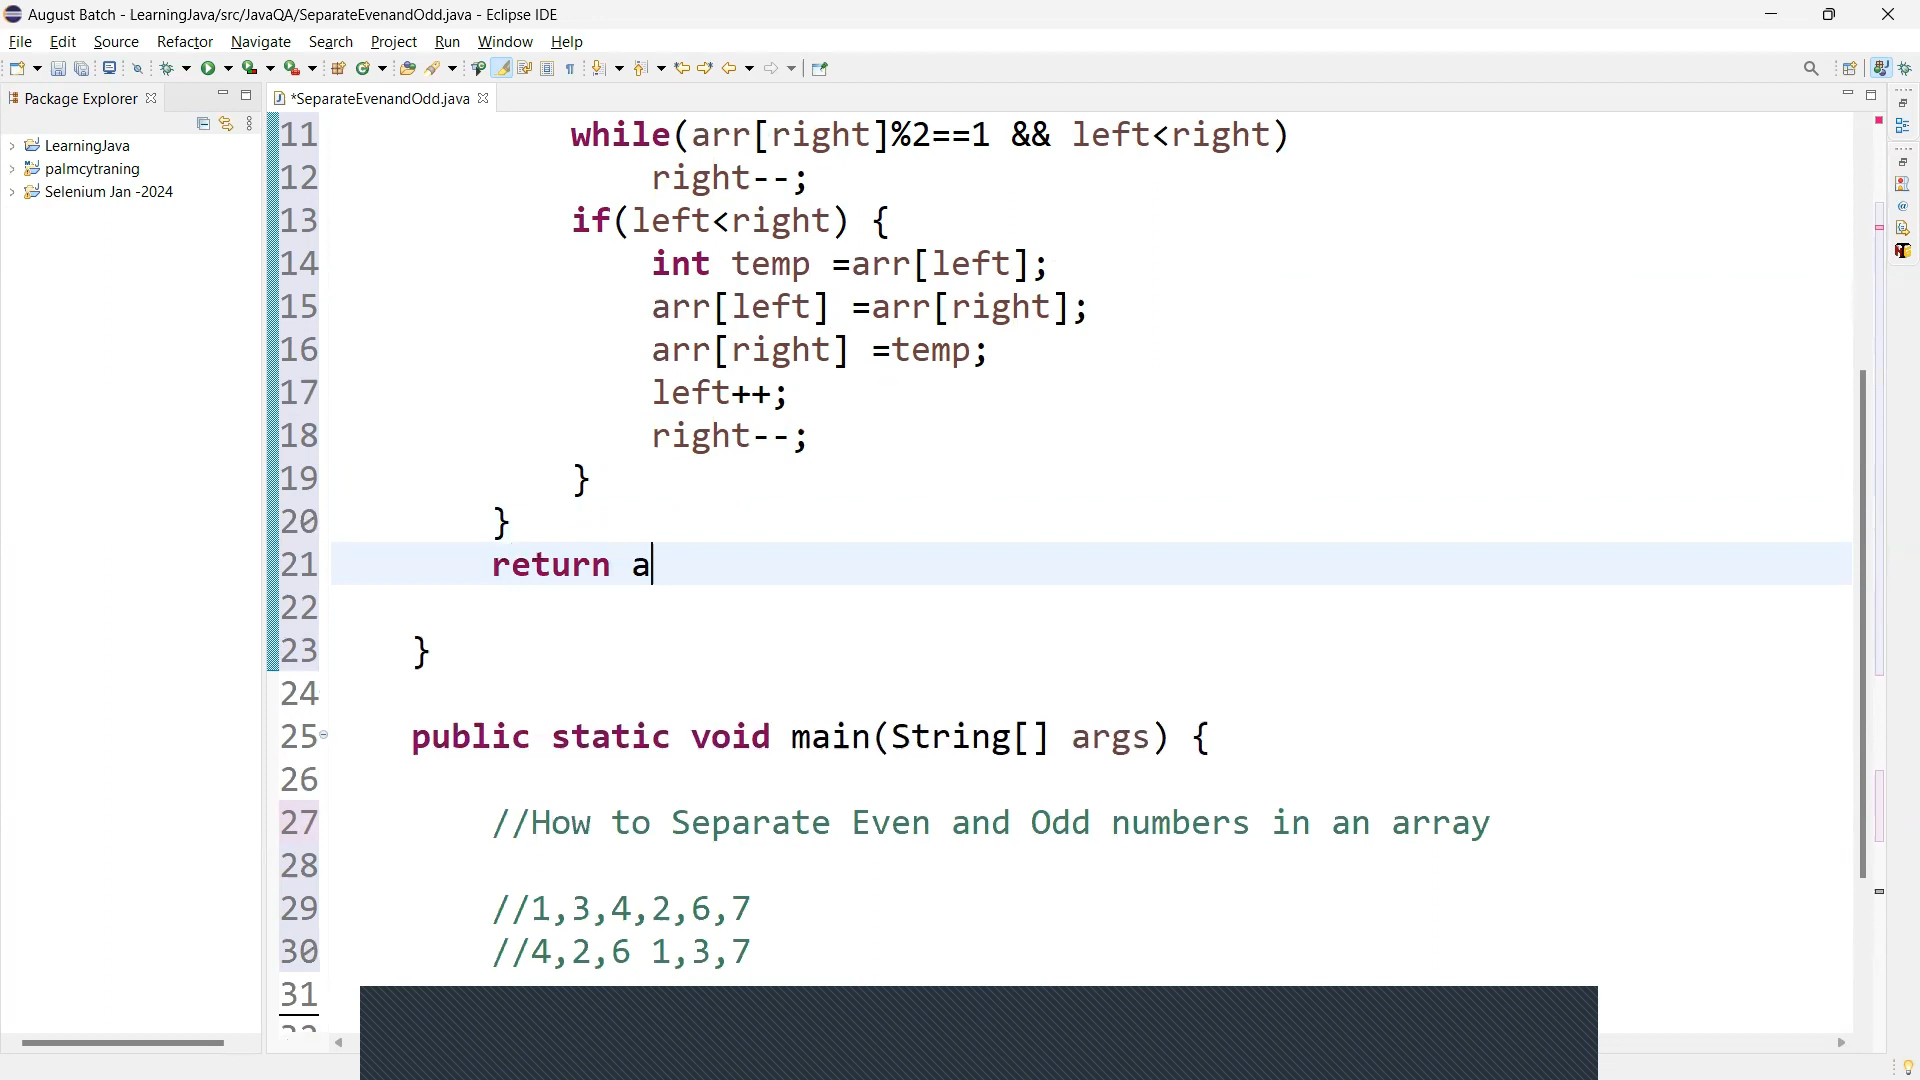 August Batch - LearningJava/src/JavaQA/SeparateEvenandOdd.java - Eclipse IDE
File Edit Source Refactor Navigate Search Project Run Window Help
Package Explorer
*SeparateEvenandOdd.java
LearningJava
palmcytraning
Selenium Jan -2024
11 while(arr[right]%2==1 && left<right)
12 right--;
13 if(left<right) {
14 int temp =arr[left];
15 arr[left] =arr[right];
16 arr[right] =temp;
17 left++;
18 right--;
19 }
20 }
21 return a
22
23 }
24
25 public static void main(String[] args) {
26
27 //How to Separate Even and Odd numbers in an array
28
29 //1,3,4,2,6,7
30 //4,2,6 1,3,7
31